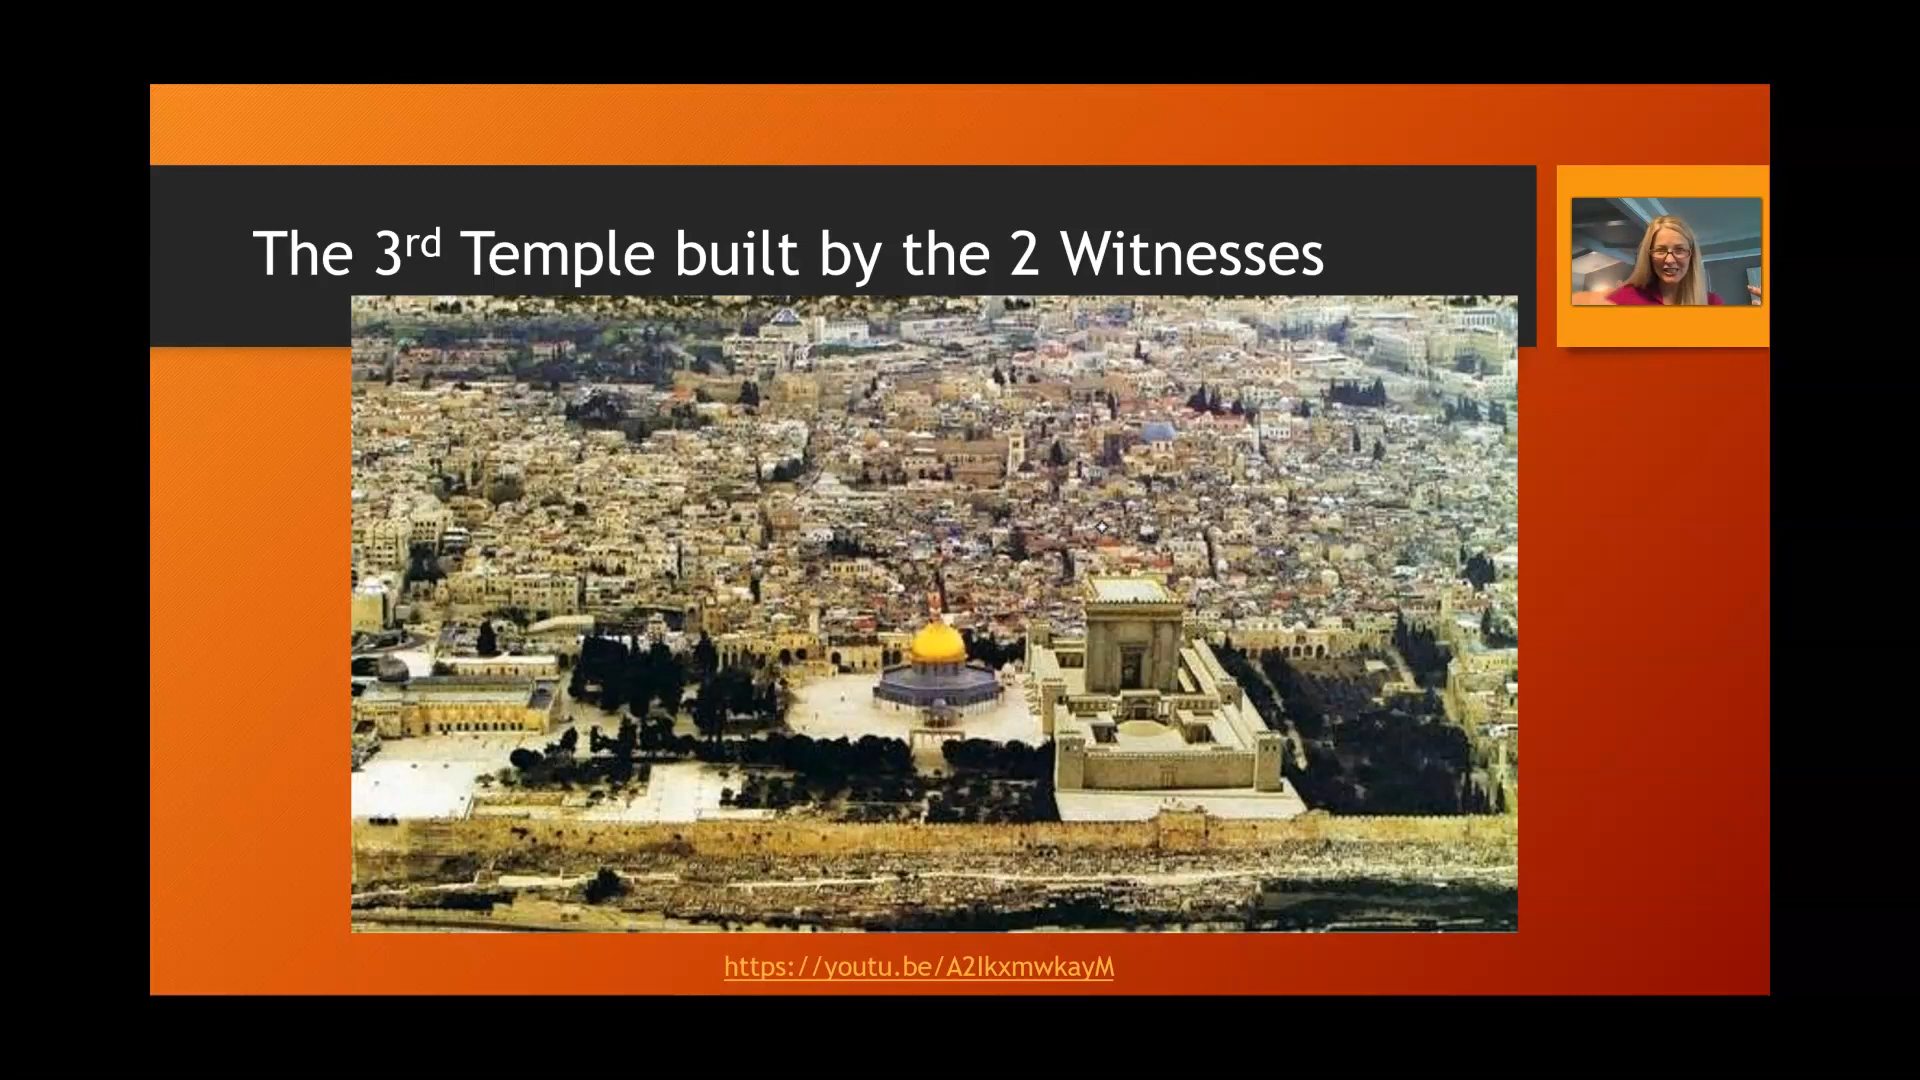 The 3rd Temple built by the 2 Witnesses
https://youtu.be/A2IkxmwkayM